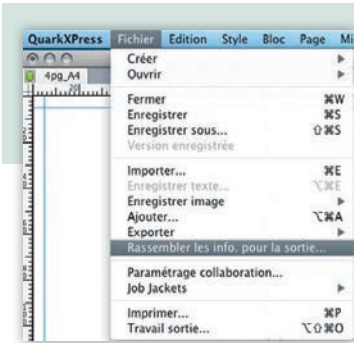 QuarkXPress Fichier Edition Style Bloc Page Mi
Créer
4pg_A4
Ouvrir
Fermer ⌘W
Enregistrer ⌘S
Enregistrer sous... ⇧⌘S
Version enregistrée
Importer... ⌘E
Enregistrer texte... ⌥⌘E
Enregistrer image
Ajouter... ⌥⌘A
Exporter
Rassembler les info. pour la sortie...
Paramétrage collaboration...
Job Jackets
Imprimer... ⌘P
Travail sortie... ⌥⇧⌘O